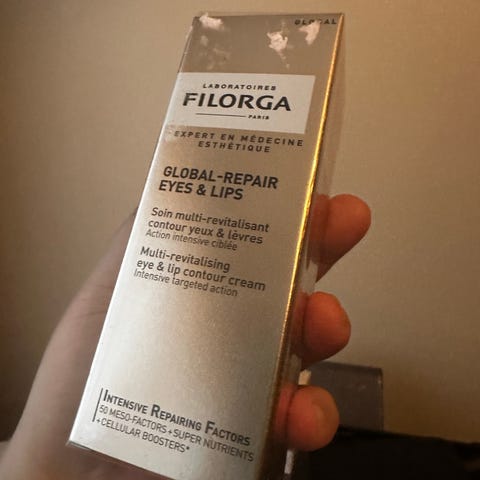 GLOBAL
LABORATOIRES
FILORGA
PARIS
EXPERT EN MÉDECINE
ESTHÉTIQUE
GLOBAL-REPAIR
EYES & LIPS
Soin multi-revitalisant
contour yeux & lèvres
Action intensive ciblée
Multi-revitalising
eye & lip contour cream
Intensive targeted action
INTENSIVE REPAIRING FACTORS
50 MESO-FACTORS+SUPER NUTRIENTS
+CELLULAR BOOSTERS*